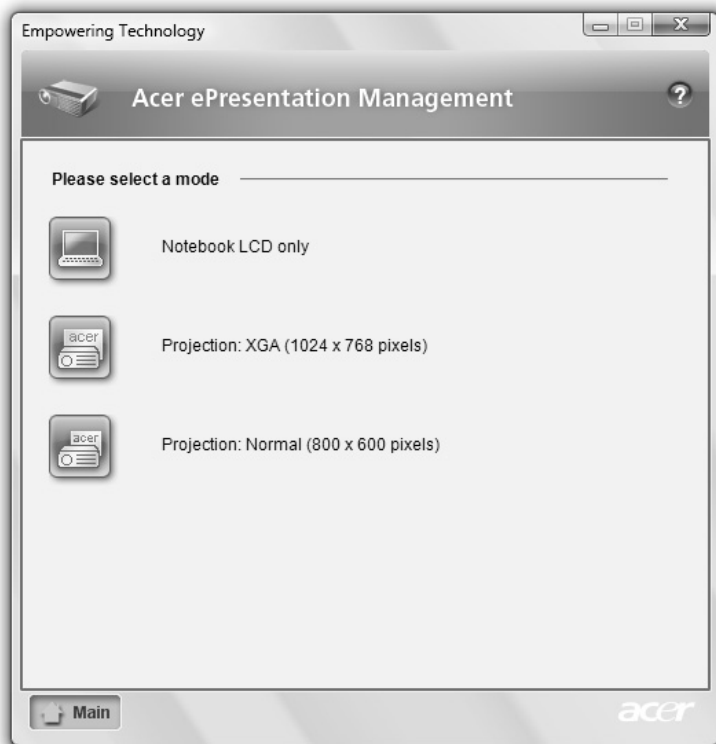 Empowering Technology
Acer ePresentation Management
?
Please select a mode
Notebook LCD only
acer
Projection: XGA (1024 x 768 pixels)
acer
Projection: Normal (800 x 600 pixels)
Main
acer